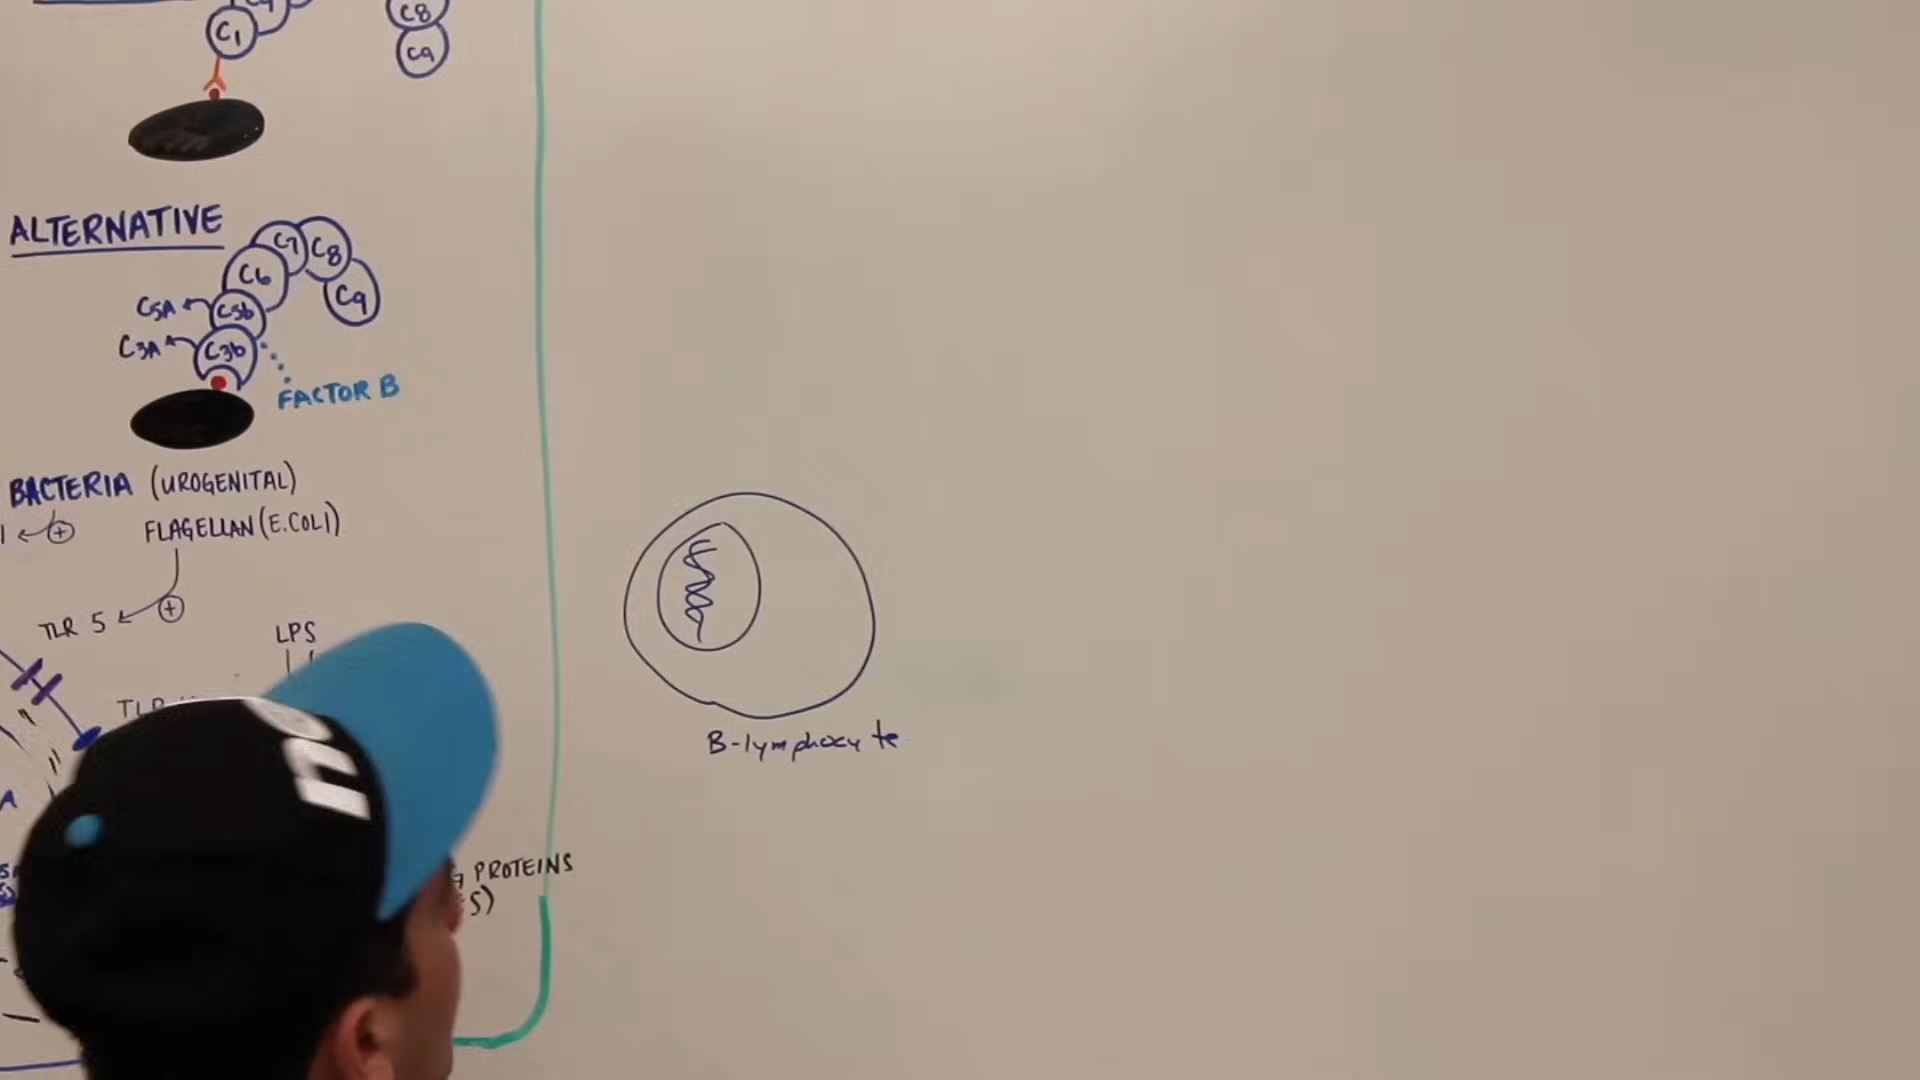 C1
C8
C9
ALTERNATIVE
C7
C8
C6
C9
C5A
C5b
C3A
C3b
FACTOR B
BACTERIA (UROGENITAL)
FLAGELLAN (E.COLI)
TLR 5
LPS
B-lymphocyte
PROTEINS